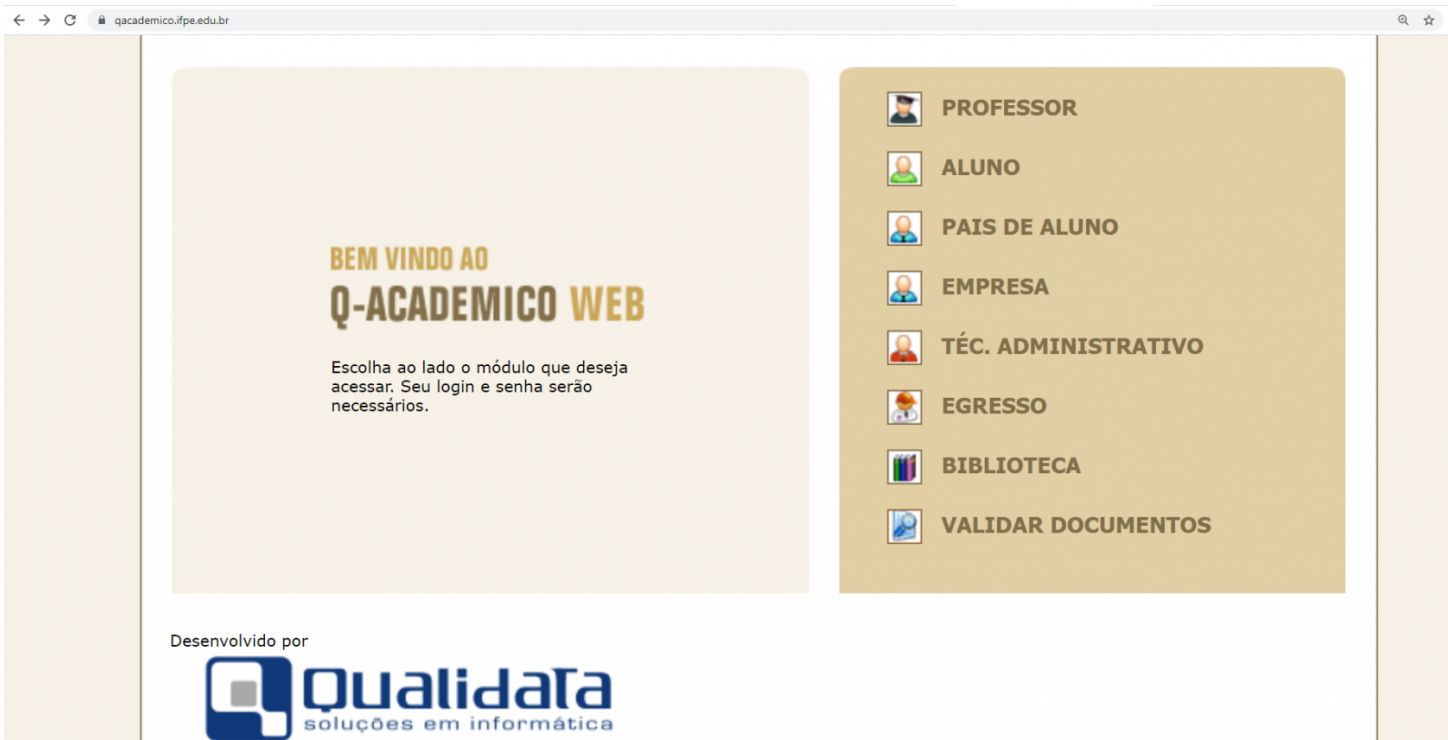 qacademico.ifpe.edu.br
BEM VINDO AO
Q-ACADEMICO WEB
Escolha ao lado o módulo que deseja
acessar. Seu login e senha serão
necessários.
PROFESSOR
ALUNO
PAIS DE ALUNO
EMPRESA
TÉC. ADMINISTRATIVO
EGRESSO
BIBLIOTECA
VALIDAR DOCUMENTOS
Desenvolvido por
Qualidata
soluções em informática